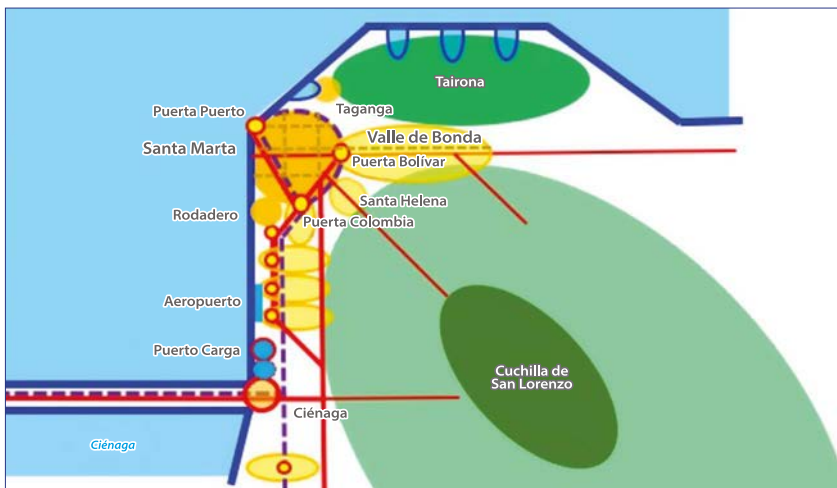 Tairona
Puerta Puerto
Taganga
Valle de Bonda
Santa Marta
Puerta Bolívar
Santa Helena
Rodadero
Puerta Colombia
Aeropuerto
Puerto Carga
Cuchilla de
San Lorenzo
Ciénaga
Ciénaga